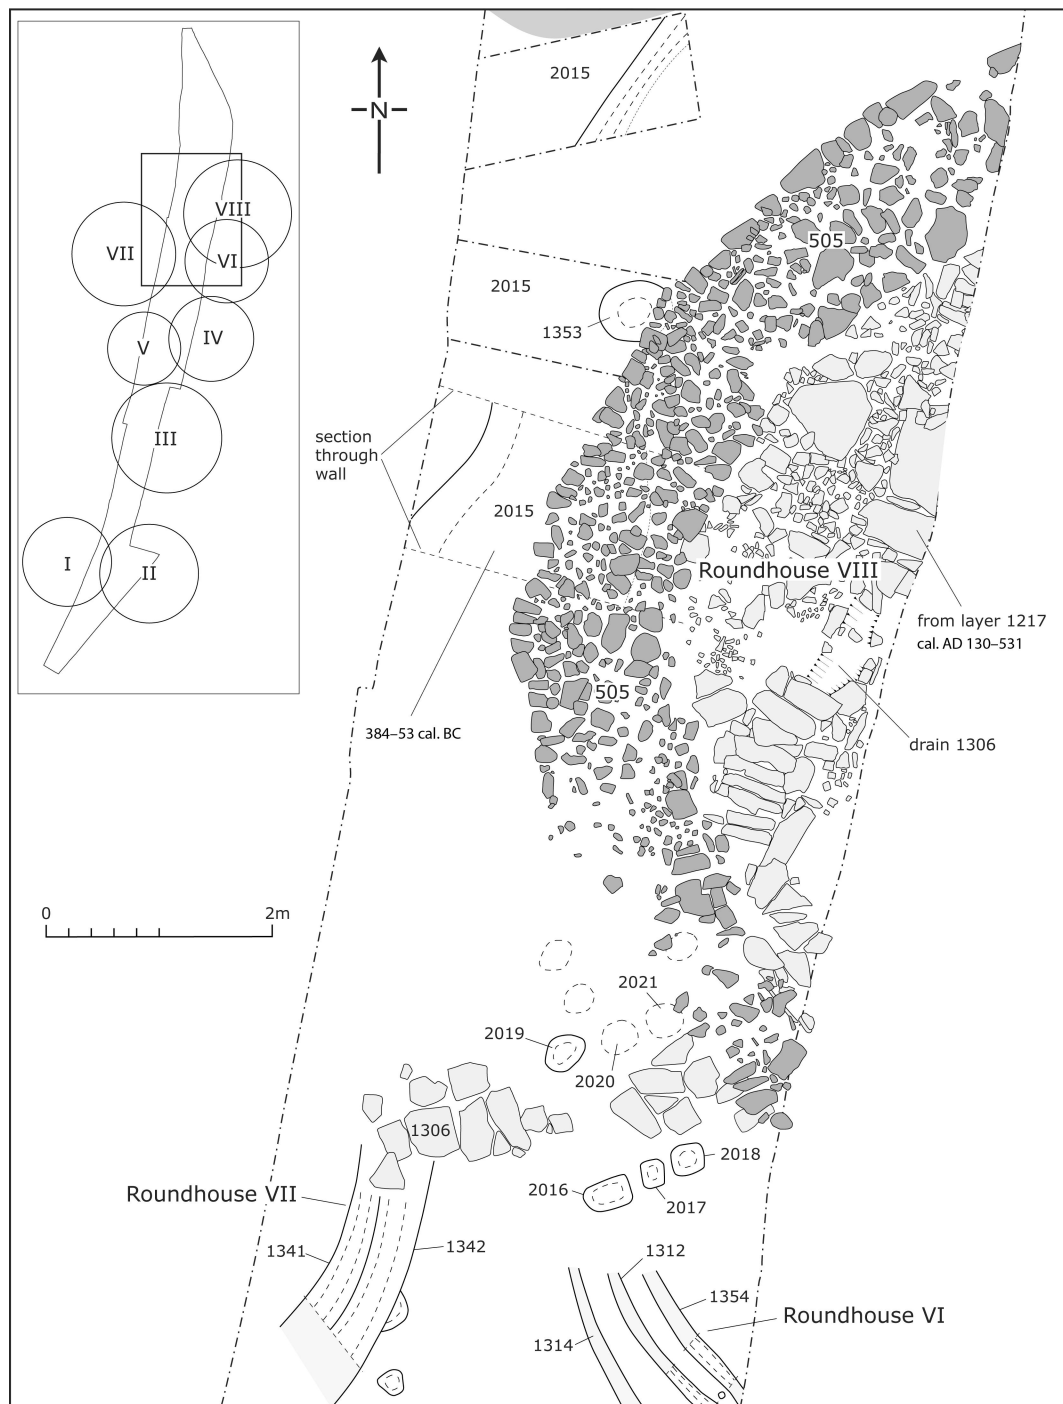 VIII
VII
VI
IV
V
III
I
II
N
2015
505
2015
1353
section
through
wall
2015
Roundhouse VIII
from layer 1217
cal. AD 130–531
505
384–53 cal. BC
drain 1306
0
2m
2021
2019
2020
1306
2018
2016
2017
Roundhouse VII
1341
1342
1312
1354
Roundhouse VI
1314